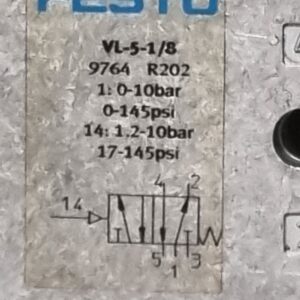 FESTO
VL-5-1/8
9764 R202
1: 0-10bar
0-145psi
14: 1,2-10bar
17-145psi
4 2
14
5 1 3